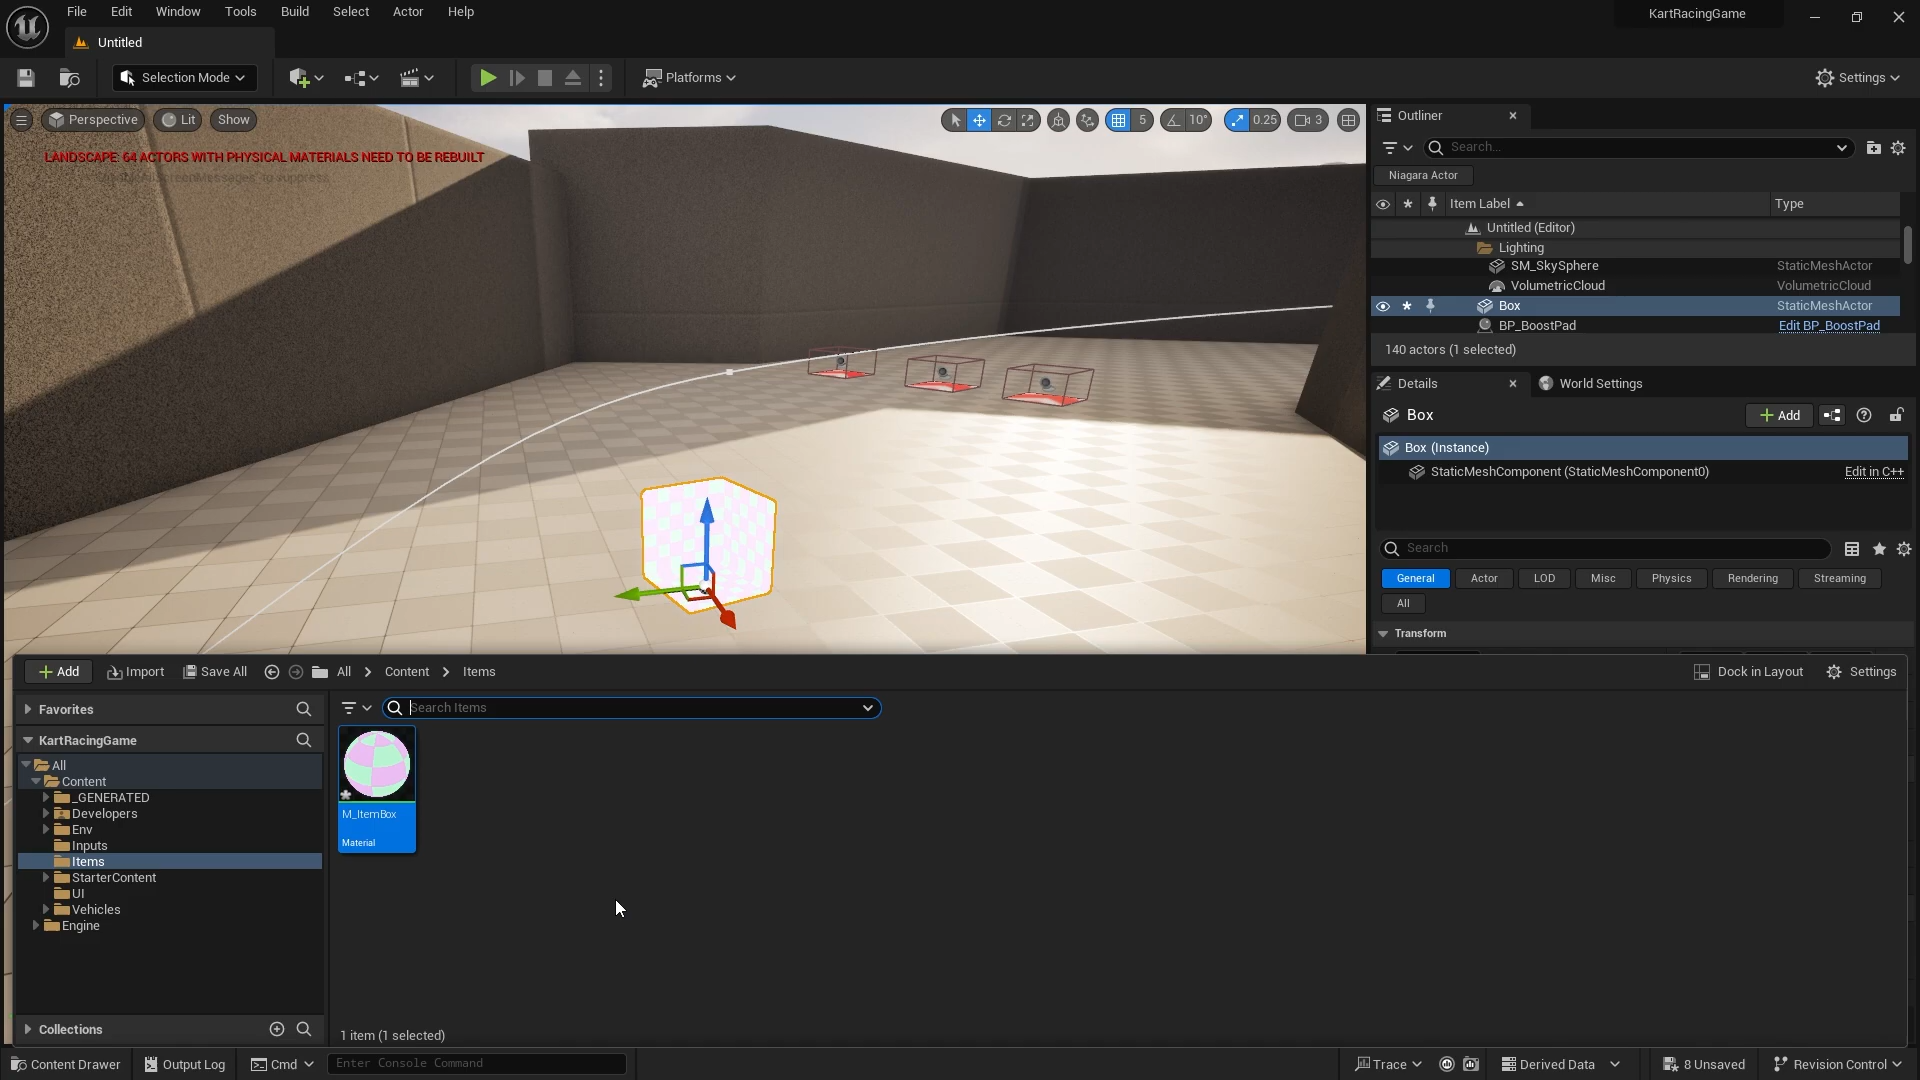 File Edit Window Tools Build Select Actor Help
KartRacingGame
Untitled
Selection Mode
Platforms
Settings
Perspective Lit Show
5 10° 0.25 3
LANDSCAPE: 64 ACTORS WITH PHYSICAL MATERIALS NEED TO BE REBUILT
Outliner
Search...
Niagara Actor
Item Label Type
Untitled (Editor)
Lighting
SM_SkySphere StaticMeshActor
VolumetricCloud VolumetricCloud
Box StaticMeshActor
BP_BoostPad Edit BP_BoostPad
140 actors (1 selected)
Details World Settings
Box Add
Box (Instance)
StaticMeshComponent (StaticMeshComponent0) Edit in C++
Search
General Actor LOD Misc Physics Rendering Streaming
All
Transform
Add Import Save All All Content Items Dock in Layout Settings
Favorites
Search Items
KartRacingGame
All
Content
_GENERATED
Developers
Env
Inputs
Items
StarterContent
UI
Vehicles
Engine
M_ItemBox
Material
Collections
1 item (1 selected)
Content Drawer Output Log Cmd Enter Console Command Trace Derived Data 8 Unsaved Revision Control